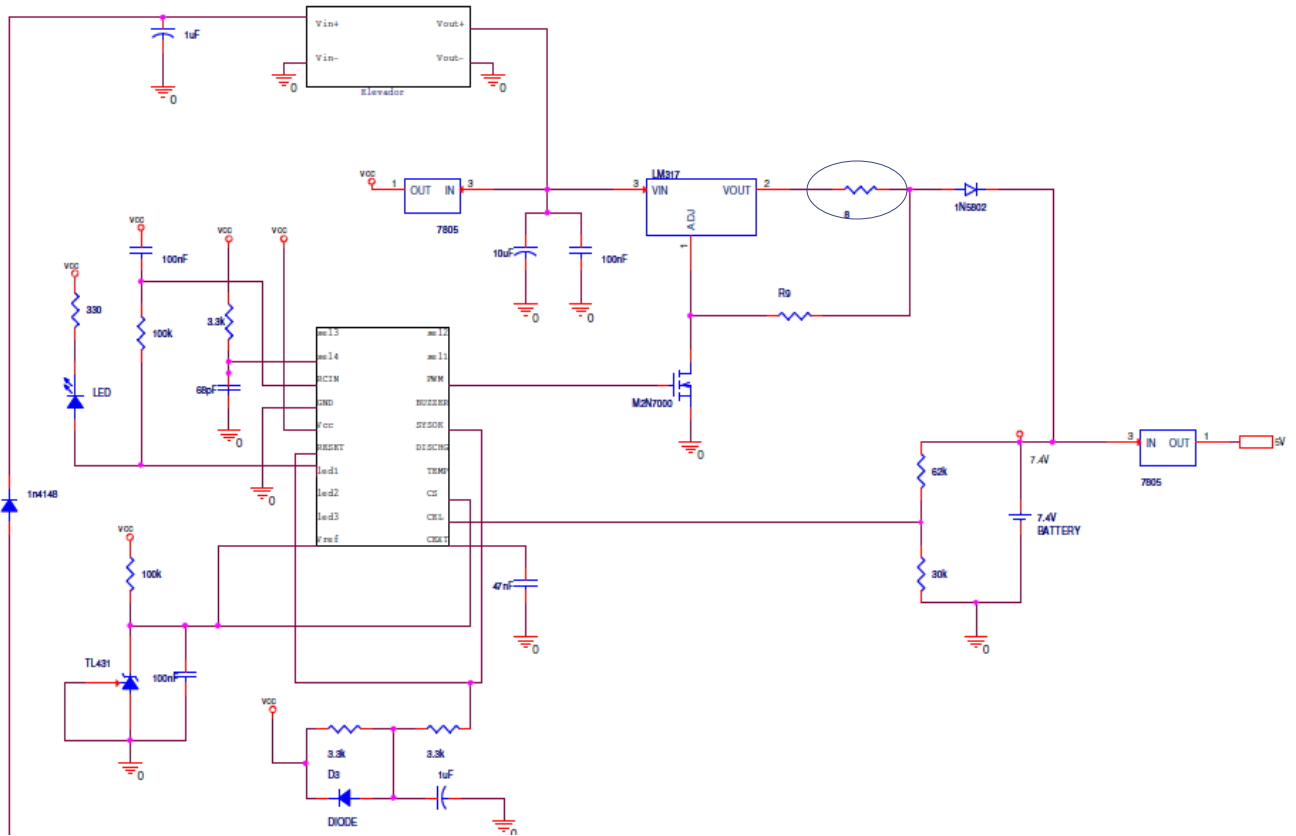 Vin+
Vout+
1uF
Vin-
Vout-
0
0
0
Elevador
VCC
1
OUT
IN
3
7805
LM317
3
VIN
VOUT
2
ADJ
1
8
1N5802
10uF
100nF
0
0
VCC
100nF
VCC
VCC
VCC
330
100k
3.3k
R9
68pF
LED
0
0
sel3
sel2
sel4
sel1
RCIN
PWM
GND
BUZZER
Vcc
SYSOK
RESET
DISCHG
led1
TEMP
led2
CS
led3
CEL
Vref
CEXT
M2N7000
0
3
IN
OUT
1
5V
7805
7.4V
62k
7.4V
BATTERY
30k
0
1n4148
VCC
100k
47nF
0
TL431
100nF
0
VCC
3.3k
3.3k
D3
1uF
DIODE
0